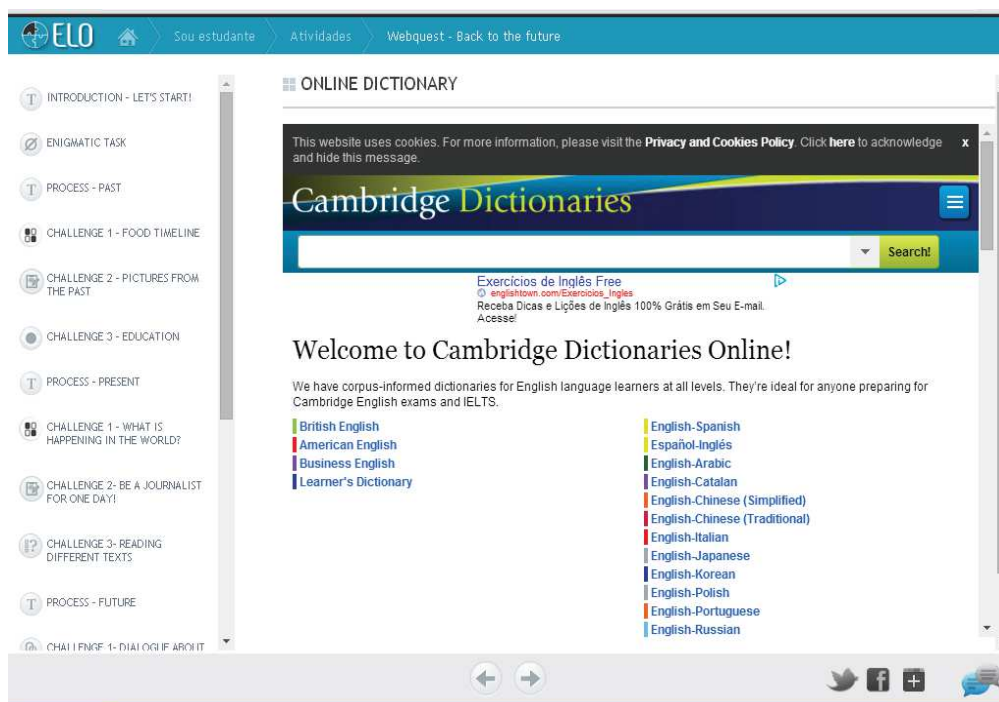 ELO
Sou estudante
Atividades
Webquest - Back to the future
T INTRODUCTION - LET'S START!
ENIGMATIC TASK
T PROCESS - PAST
CHALLENGE 1 - FOOD TIMELINE
CHALLENGE 2 - PICTURES FROM
THE PAST
CHALLENGE 3 - EDUCATION
T PROCESS - PRESENT
CHALLENGE 1 - WHAT IS
HAPPENING IN THE WORLD?
CHALLENGE 2- BE A JOURNALIST
FOR ONE DAY!
CHALLENGE 3- READING
DIFFERENT TEXTS
T PROCESS - FUTURE
CHALLENGE 1- DIALOGUE ABOUT
ONLINE DICTIONARY
This website uses cookies. For more information, please visit the Privacy and Cookies Policy. Click here to acknowledge x
and hide this message.
Cambridge Dictionaries
Search!
Exercícios de Inglês Free
englishtown.com/Exercicios_Ingles
Receba Dicas e Lições de Inglês 100% Grátis em Seu E-mail.
Acesse!
Welcome to Cambridge Dictionaries Online!
We have corpus-informed dictionaries for English language learners at all levels. They're ideal for anyone preparing for
Cambridge English exams and IELTS.
British English
American English
Business English
Learner's Dictionary
English-Spanish
Español-Inglés
English-Arabic
English-Catalan
English-Chinese (Simplified)
English-Chinese (Traditional)
English-Italian
English-Japanese
English-Korean
English-Polish
English-Portuguese
English-Russian